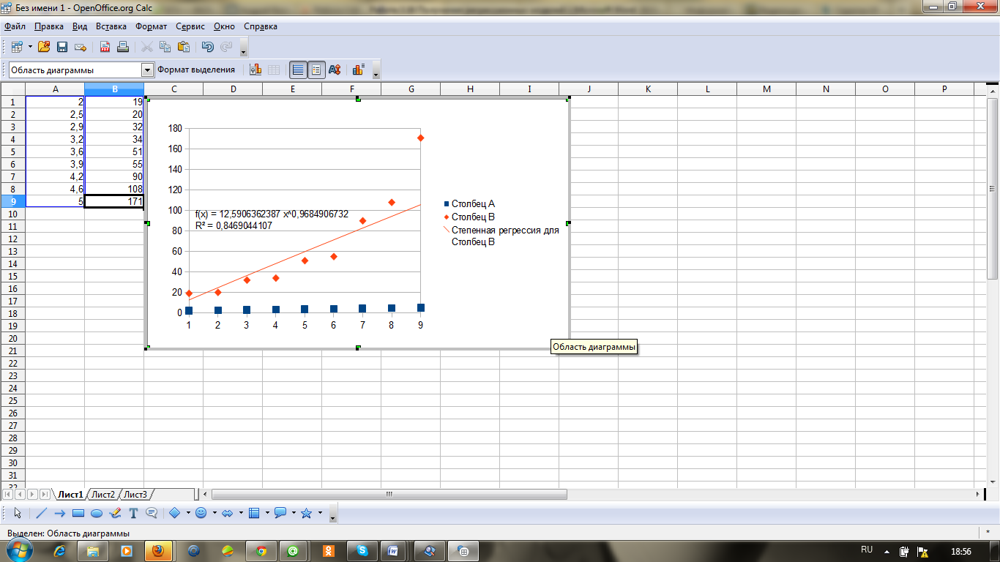 Без имени 1 - OpenOffice.org Calc
Файл Правка Вид Вставка Формат Сервис Окно Справка
Область диаграммы Формат выделения
A B C D E F G H I J K L M N O P
1 2 19
2 2,5 20
3 2,9 32
4 3,2 34
5 3,6 51
6 3,9 55
7 4,2 90
8 4,6 108
9 5 171
10
11
12
13
14
15
16
17
18
19
20
21
22
23
24
25
26
27
28
29
30
31
32
180
160
140
120
100
80
60
40
20
0
1 2 3 4 5 6 7 8 9
f(x) = 12,5906362387 x^0,9684906732
R² = 0,8469044107
Столбец A
Столбец B
Степенная регрессия для
Столбец B
Область диаграммы
Лист1 Лист2 Лист3
Выделен: Область диаграммы *
RU 18:56